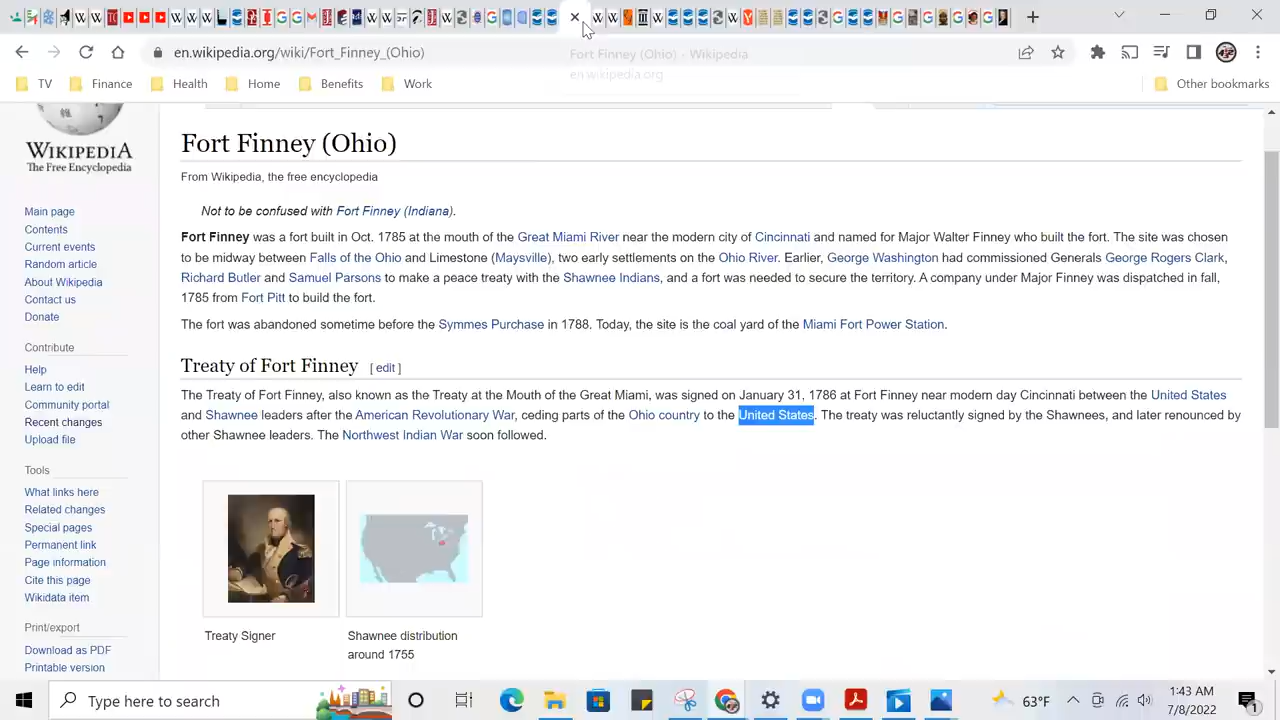 Fort Finney (Ohio) - Wikipedia
en.wikipedia.org
en.wikipedia.org/wiki/Fort_Finney_(Ohio)
TV Finance Health Home Benefits Work Other bookmarks
WIKIPEDIA
The Free Encyclopedia
Main page
Contents
Current events
Random article
About Wikipedia
Contact us
Donate
Contribute
Help
Learn to edit
Community portal
Recent changes
Upload file
Tools
What links here
Related changes
Special pages
Permanent link
Page information
Cite this page
Wikidata item
Print/export
Download as PDF
Printable version
Fort Finney (Ohio)
From Wikipedia, the free encyclopedia
Not to be confused with Fort Finney (Indiana).
Fort Finney was a fort built in Oct. 1785 at the mouth of the Great Miami River near the modern city of Cincinnati and named for Major Walter Finney who built the fort. The site was chosen
to be midway between Falls of the Ohio and Limestone (Maysville), two early settlements on the Ohio River. Earlier, George Washington had commissioned Generals George Rogers Clark,
Richard Butler and Samuel Parsons to make a peace treaty with the Shawnee Indians, and a fort was needed to secure the territory. A company under Major Finney was dispatched in fall,
1785 from Fort Pitt to build the fort.
The fort was abandoned sometime before the Symmes Purchase in 1788. Today, the site is the coal yard of the Miami Fort Power Station.
Treaty of Fort Finney [ edit ]
The Treaty of Fort Finney, also known as the Treaty at the Mouth of the Great Miami, was signed on January 31, 1786 at Fort Finney near modern day Cincinnati between the United States
and Shawnee leaders after the American Revolutionary War, ceding parts of the Ohio country to the United States. The treaty was reluctantly signed by the Shawnees, and later renounced by
other Shawnee leaders. The Northwest Indian War soon followed.
Treaty Signer
Shawnee distribution
around 1755
Type here to search
63°F
1:43 AM
7/8/2022
1